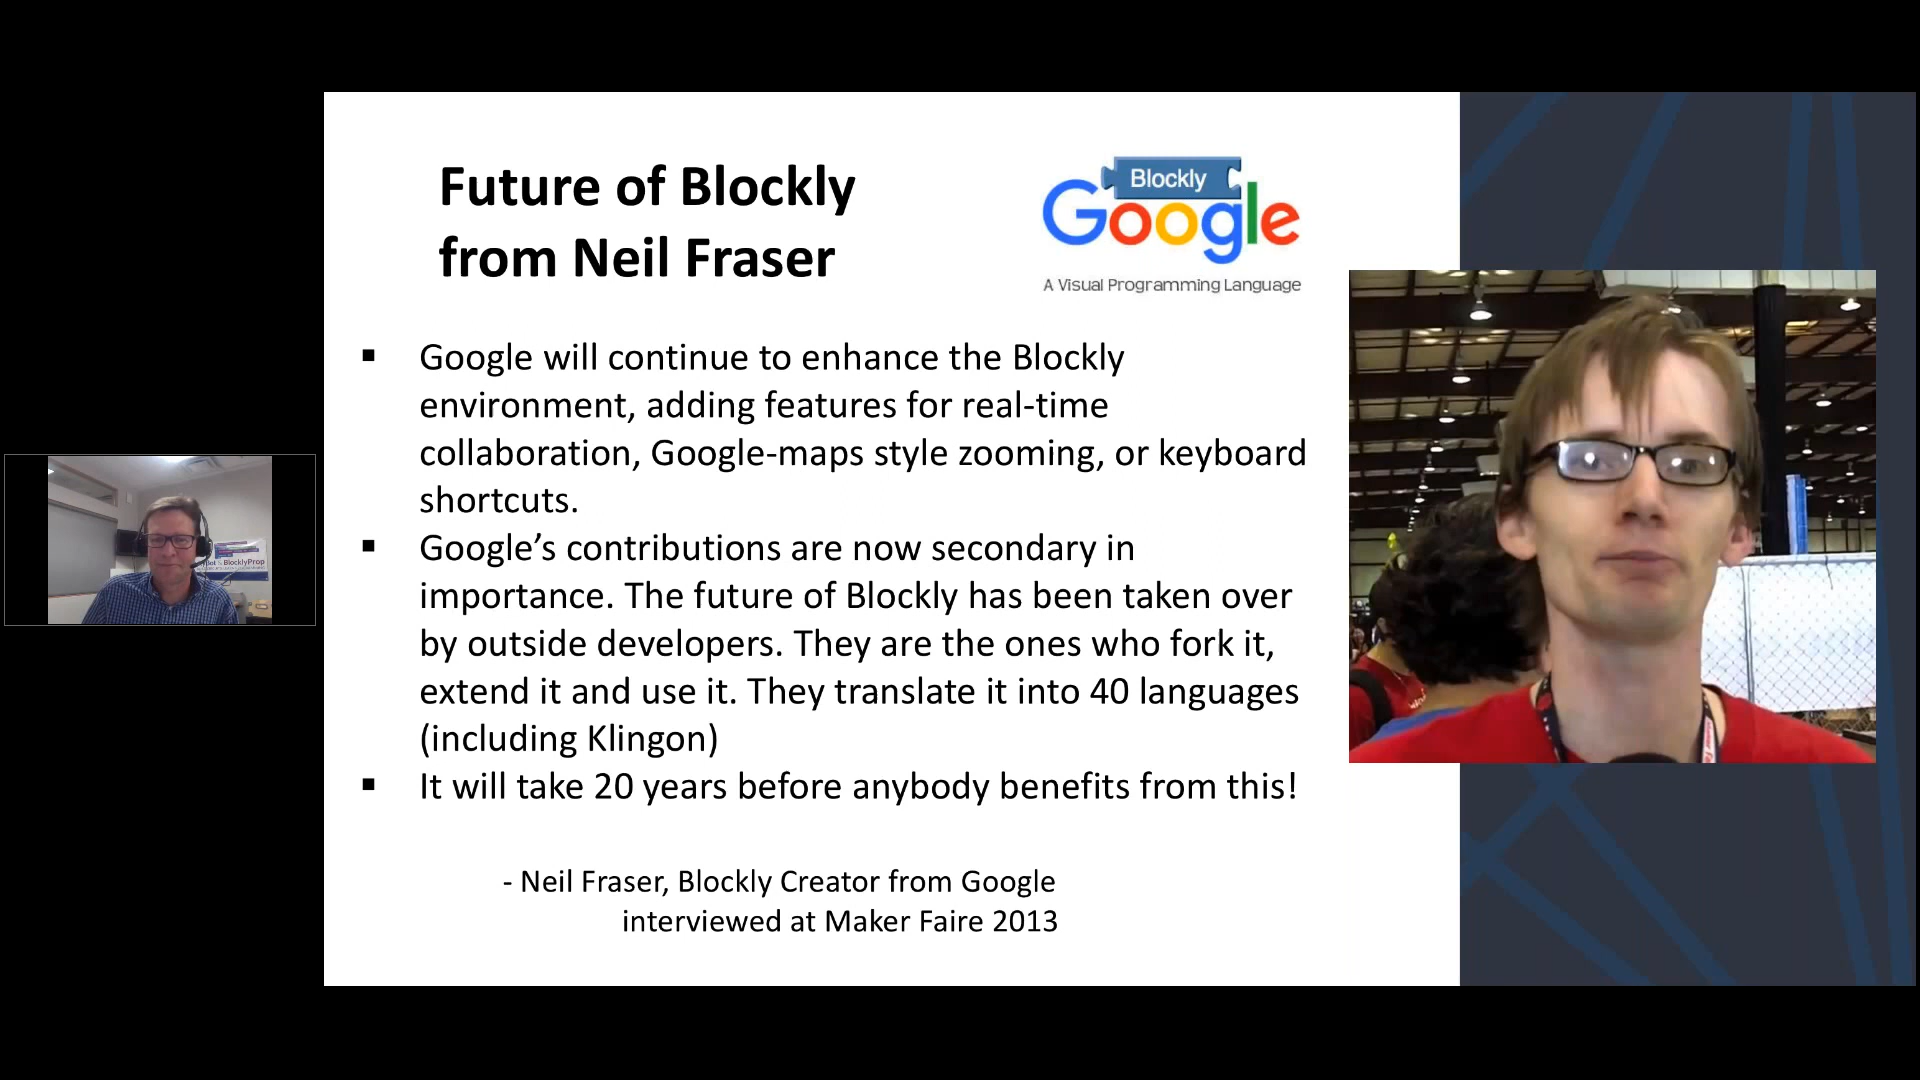 Future of Blockly
from Neil Fraser
Blockly
Google
A Visual Programming Language
▪ Google will continue to enhance the Blockly
environment, adding features for real-time
collaboration, Google-maps style zooming, or keyboard
shortcuts.
▪ Google’s contributions are now secondary in
importance. The future of Blockly has been taken over
by outside developers. They are the ones who fork it,
extend it and use it. They translate it into 40 languages
(including Klingon)
▪ It will take 20 years before anybody benefits from this!
- Neil Fraser, Blockly Creator from Google
interviewed at Maker Faire 2013
BlocklyProp